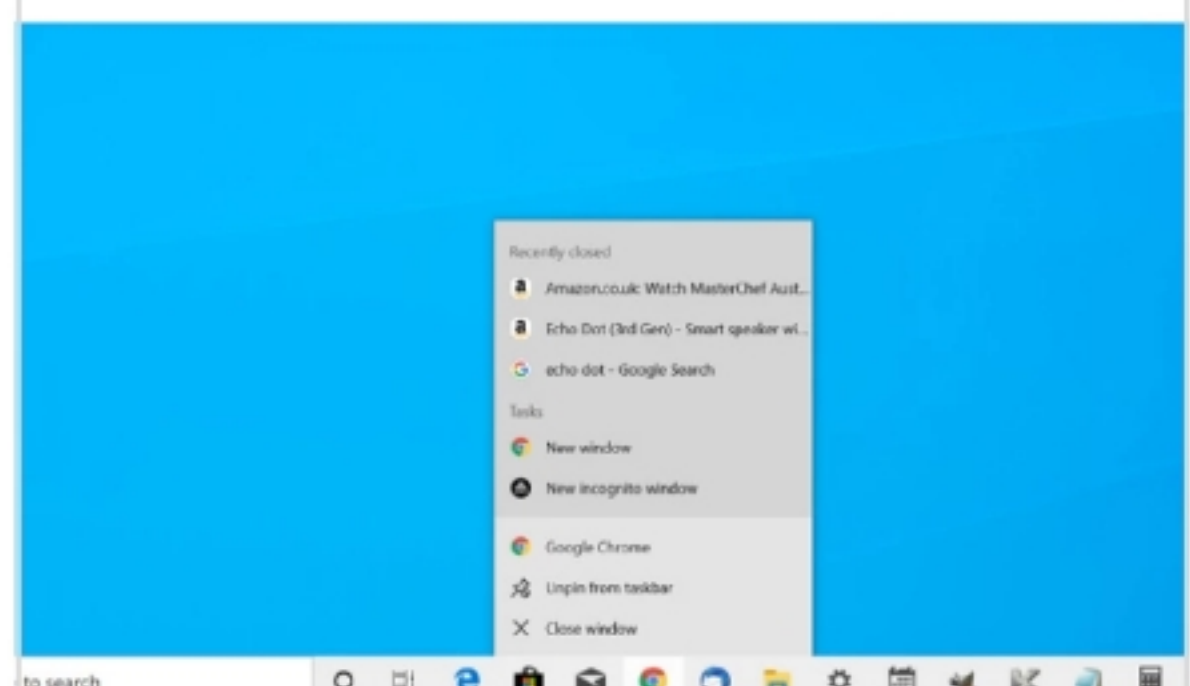 Recently closed
Amazon.co.uk: Watch MasterChef Aust...
Echo Dot (3rd Gen) - Smart speaker wi...
echo dot - Google Search
Tasks
New window
New incognito window
Google Chrome
Unpin from taskbar
Close window
to search